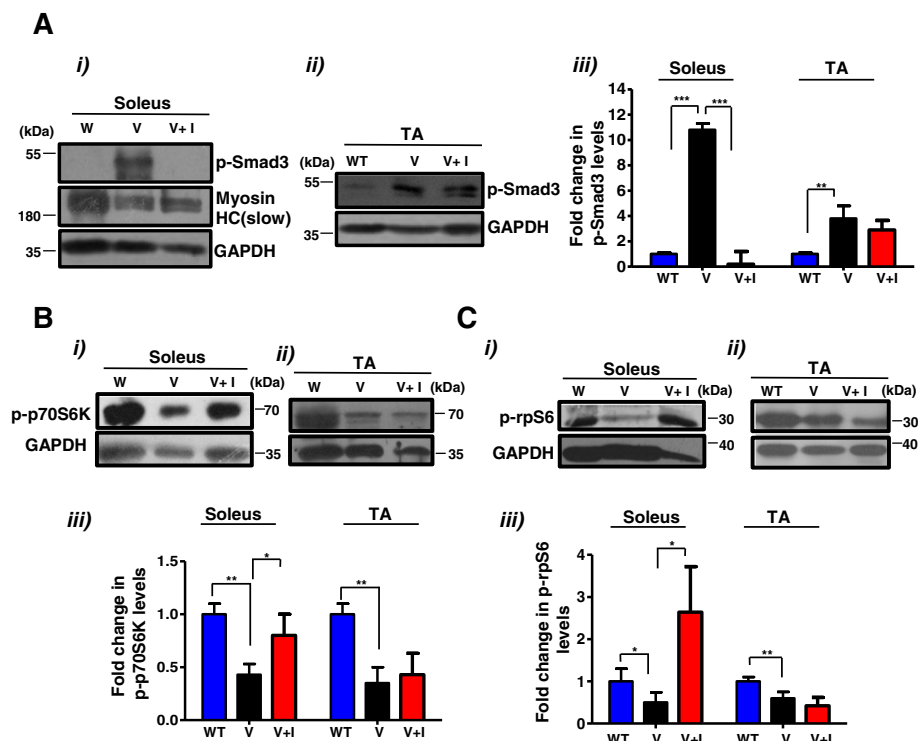 A
i)
Soleus
(kDa) W V V+ I
55
p-Smad3
Myosin
HC(slow)
180
35
GAPDH
ii)
TA
(kDa) WT V V+ I
55
p-Smad3
35
GAPDH
iii)
Soleus TA
Fold change in
p-Smad3 levels
14
12
10
8
6
4
2
0
*** ***
**
WT V V+I WT V V+I
B
i)
Soleus
W V V+ I (kDa)
p-p70S6K
70
GAPDH
35
ii)
TA
W V V+ I (kDa)
70
35
iii)
Soleus TA
Fold change in
p-p70S6K levels
1.5
1.0
0.5
0.0
** *
**
WT V V+I WT V V+I
C
i)
Soleus
W V V+ I (kDa)
p-rpS6
30
GAPDH
40
ii)
TA
WT V V+ I (kDa)
30
40
iii)
Soleus TA
Fold change in p-rpS6
levels
4
3
2
1
0
* *
**
WT V V+I WT V V+I